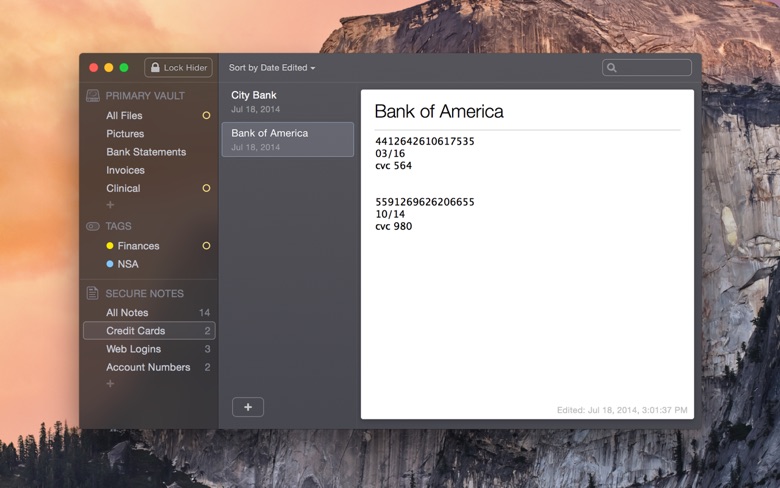 Lock Hider
Sort by Date Edited
PRIMARY VAULT
All Files
Pictures
Bank Statements
Invoices
Clinical
+
TAGS
Finances
NSA
SECURE NOTES
All Notes 14
Credit Cards 2
Web Logins 3
Account Numbers 2
+
City Bank
Jul 18, 2014
Bank of America
Jul 18, 2014
+
Bank of America
4412642610617535
03/16
cvc 564
5591269626206655
10/14
cvc 980
Edited: Jul 18, 2014, 3:01:37 PM